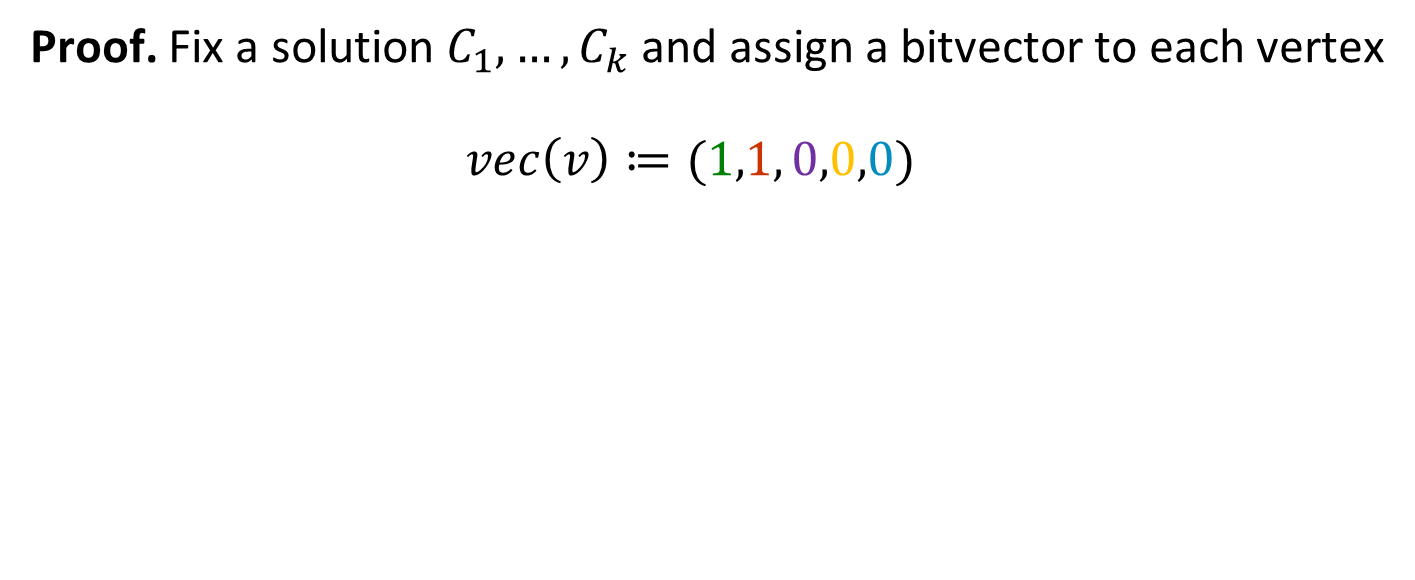 Proof. Fix a solution C₁, … , Cₖ and assign a bitvector to each vertex
vec(v) ≔ (1,1, 0,0,0)